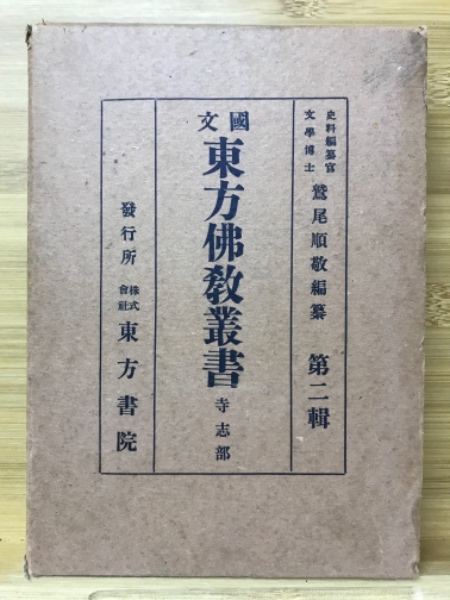 史料編纂官
文學博士
鷲尾順敬編纂 第二輯
國文
東方佛敎叢書 寺志部
發行所 株式會社 東方書院